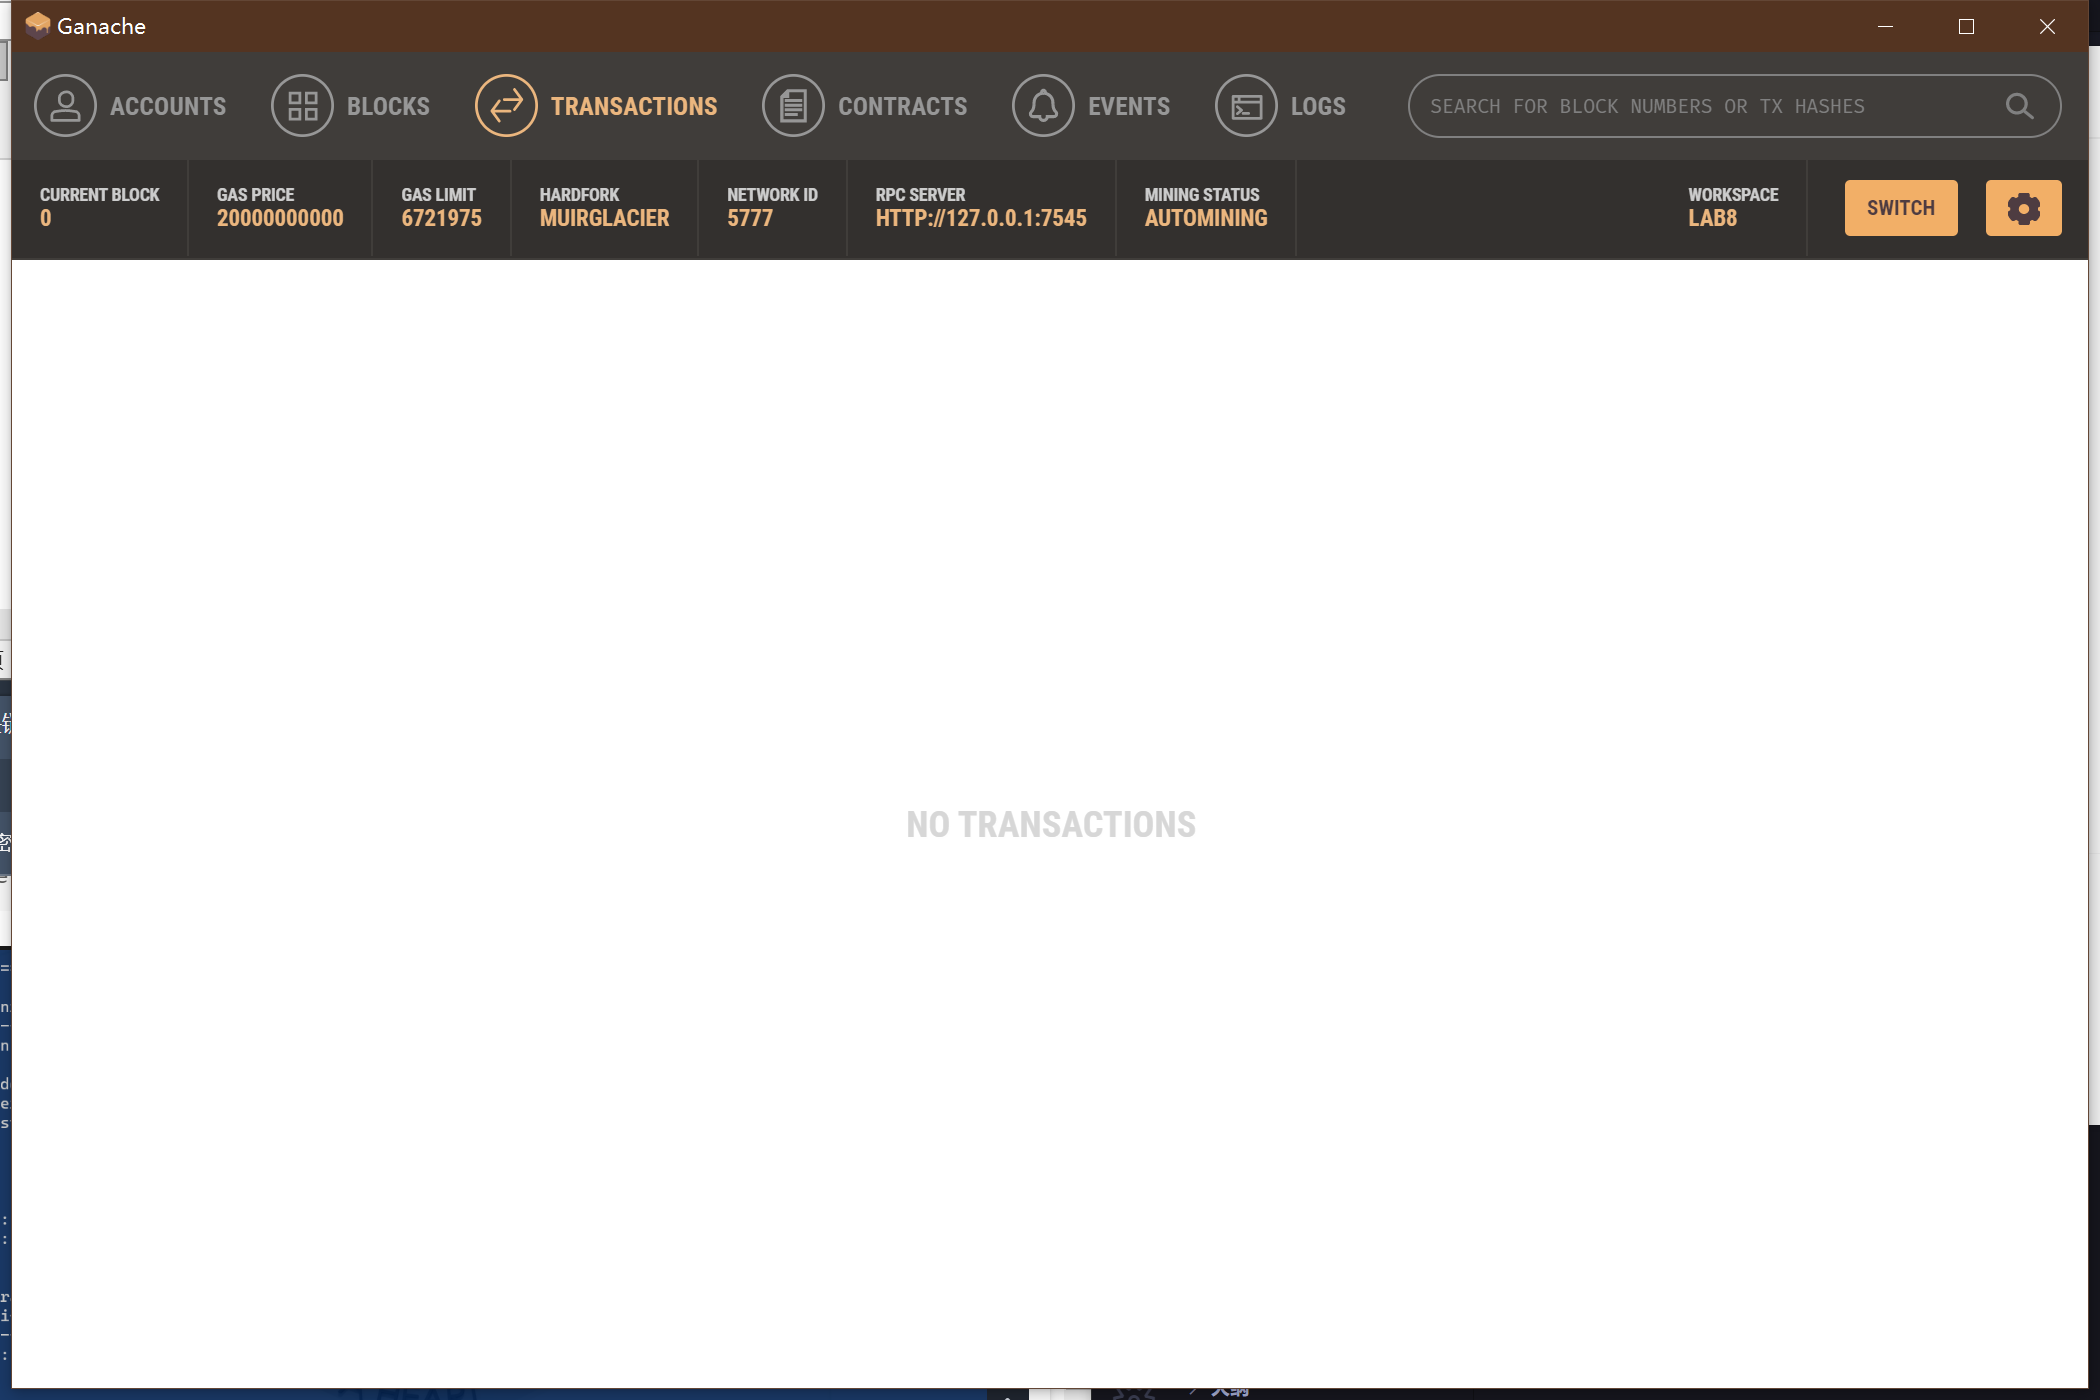 Ganache
ACCOUNTS
BLOCKS
TRANSACTIONS
CONTRACTS
EVENTS
LOGS
SEARCH FOR BLOCK NUMBERS OR TX HASHES
CURRENT BLOCK
0
GAS PRICE
20000000000
GAS LIMIT
6721975
HARDFORK
MUIRGLACIER
NETWORK ID
5777
RPC SERVER
HTTP://127.0.0.1:7545
MINING STATUS
AUTOMINING
WORKSPACE
LAB8
SWITCH
NO TRANSACTIONS